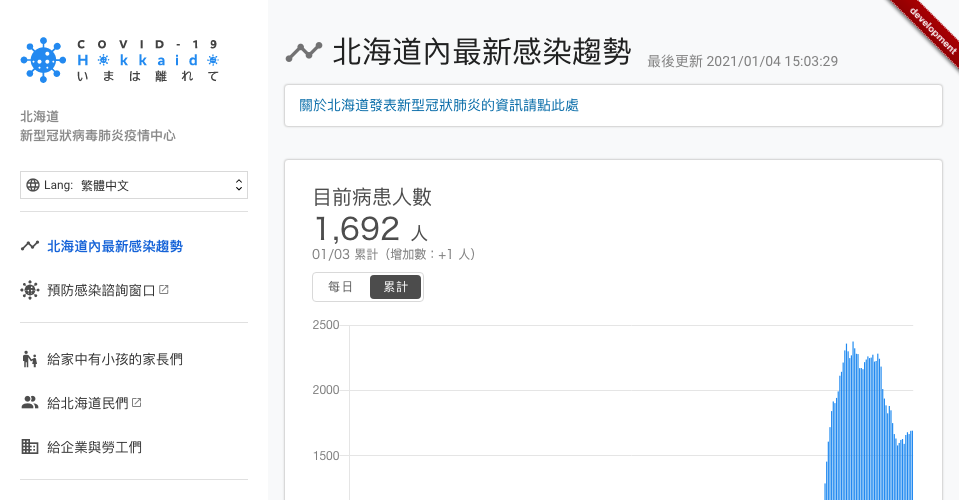 COVID-19
Hokkaido
いまは離れて
北海道
新型冠狀病毒肺炎疫情中心
Lang: 繁體中文
北海道內最新感染趨勢
預防感染諮詢窗口
給家中有小孩的家長們
給北海道民們
給企業與勞工們
development
北海道內最新感染趨勢
最後更新 2021/01/04 15:03:29
關於北海道發表新型冠狀肺炎的資訊請點此處
目前病患人數
1,692 人
01/03 累計（增加數：+1 人）
每日 累計
2500
2000
1500